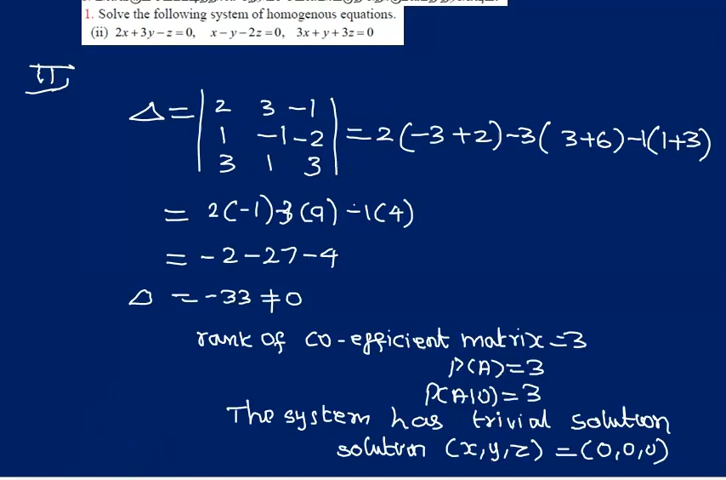 1. Solve the following system of homogenous equations.
(ii) 2x+3y−z=0, x−y−2z=0, 3x+y+3z=0
II,
Δ = | 2 3 −1 |
| 1 −1 −2 | = 2(−3+2)−3(3+6)−1(1+3)
| 3 1 3 |
= 2(−1)−3(9)−1(4)
= −2−27−4
Δ = −33 ≠ 0
rank of co-efficient matrix = 3
ρ(A)=3
ρ(A|0)=3
The system has trivial solution
solution (x,y,z) = (0,0,0)